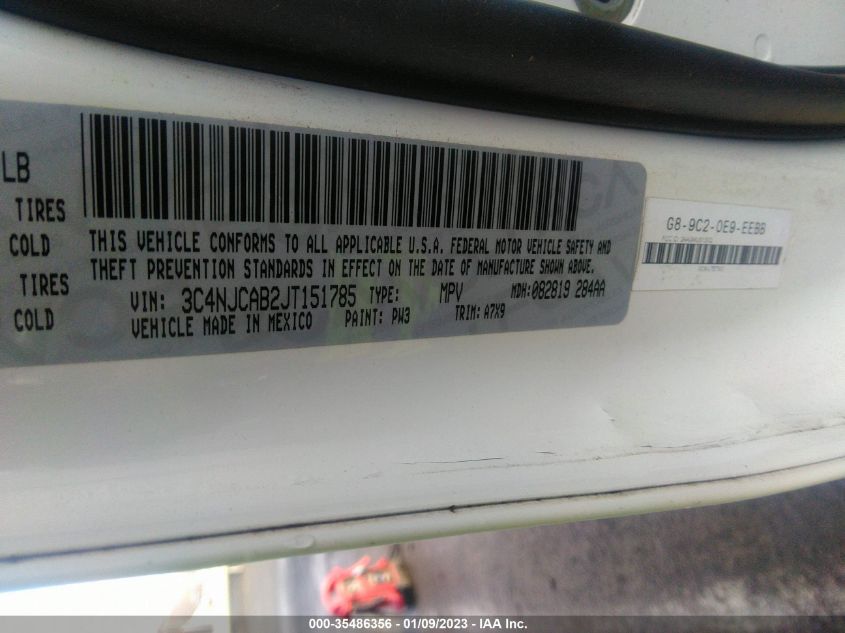 LB
TIRES
COLD
TIRES
COLD
THIS VEHICLE CONFORMS TO ALL APPLICABLE U.S.A. FEDERAL MOTOR VEHICLE SAFETY AND
THEFT PREVENTION STANDARDS IN EFFECT ON THE DATE OF MANUFACTURE SHOWN ABOVE.
VIN: 3C4NJCAB2JT151785 TYPE: MPV MDH: 082819 284AA
VEHICLE MADE IN MEXICO PAINT: PW3 TRIM: A7X9
G8-9C2-0E9-EEBB
000-35486356 - 01/09/2023 - IAA Inc.